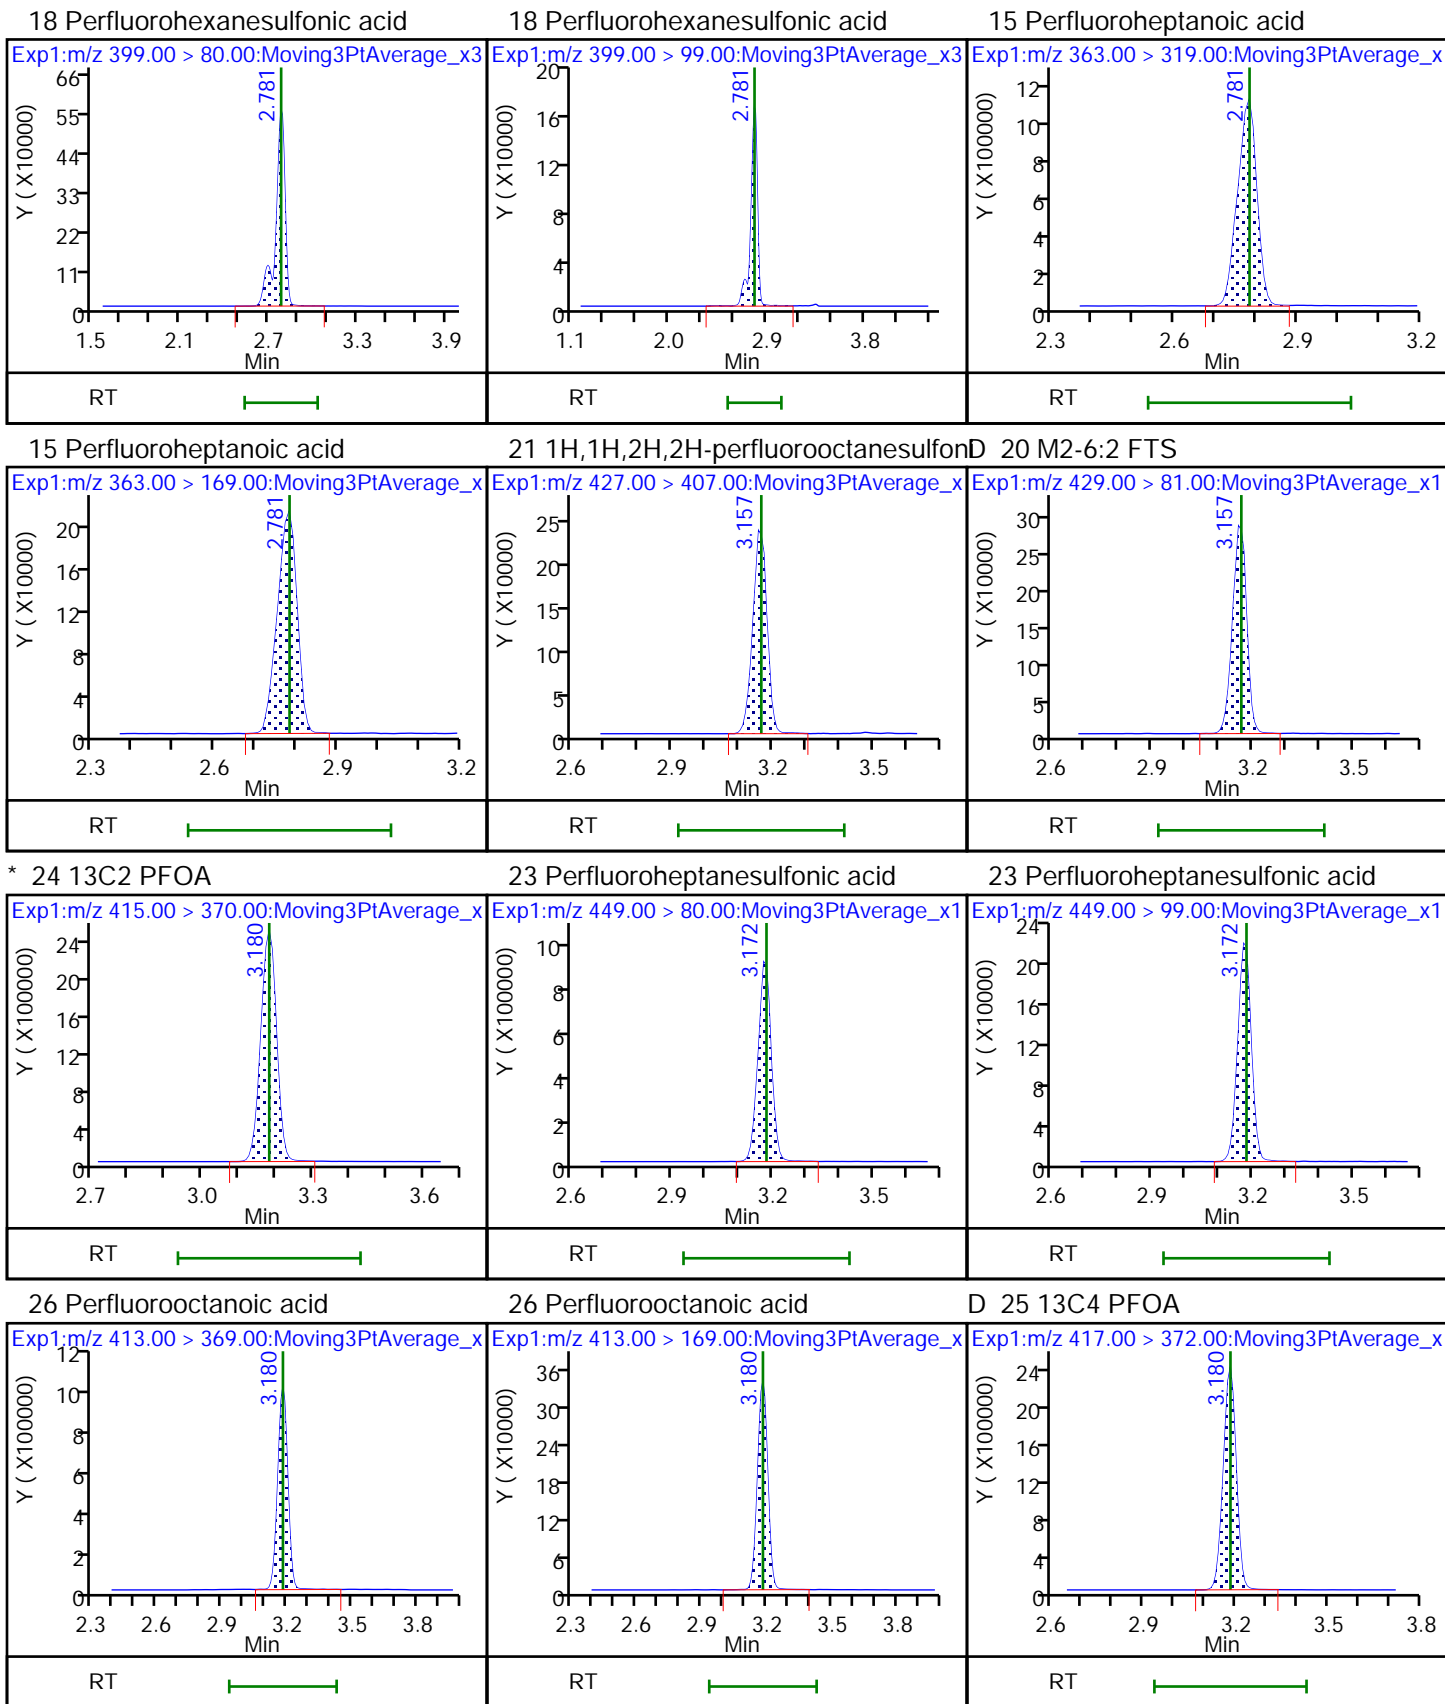 18 Perfluorohexanesulfonic acid
Exp1:m/z 399.00 > 80.00:Moving3PtAverage_x3
Y ( X10000)
66
55
44
33
22
11
0
2.781
1.5 2.1 2.7 3.3 3.9
Min
RT
18 Perfluorohexanesulfonic acid
Exp1:m/z 399.00 > 99.00:Moving3PtAverage_x3
Y ( X10000)
20
16
12
8
4
0
2.781
1.1 2.0 2.9 3.8
Min
RT
15 Perfluoroheptanoic acid
Exp1:m/z 363.00 > 319.00:Moving3PtAverage_x
Y ( X100000)
12
10
8
6
4
2
0
2.781
2.3 2.6 2.9 3.2
Min
RT
15 Perfluoroheptanoic acid
Exp1:m/z 363.00 > 169.00:Moving3PtAverage_x
Y ( X10000)
20
16
12
8
4
0
2.781
2.3 2.6 2.9 3.2
Min
RT
21 1H,1H,2H,2H-perfluorooctanesulfon
Exp1:m/z 427.00 > 407.00:Moving3PtAverage_x
Y ( X10000)
25
20
15
10
5
0
3.157
2.6 2.9 3.2 3.5
Min
RT
D 20 M2-6:2 FTS
Exp1:m/z 429.00 > 81.00:Moving3PtAverage_x1
Y ( X10000)
30
25
20
15
10
5
0
3.157
2.6 2.9 3.2 3.5
Min
RT
* 24 13C2 PFOA
Exp1:m/z 415.00 > 370.00:Moving3PtAverage_x
Y ( X100000)
24
20
16
12
8
4
0
3.180
2.7 3.0 3.3 3.6
Min
RT
23 Perfluoroheptanesulfonic acid
Exp1:m/z 449.00 > 80.00:Moving3PtAverage_x1
Y ( X100000)
10
8
6
4
2
0
3.172
2.6 2.9 3.2 3.5
Min
RT
23 Perfluoroheptanesulfonic acid
Exp1:m/z 449.00 > 99.00:Moving3PtAverage_x1
Y ( X10000)
24
20
16
12
8
4
0
3.172
2.6 2.9 3.2 3.5
Min
RT
26 Perfluorooctanoic acid
Exp1:m/z 413.00 > 369.00:Moving3PtAverage_x
Y ( X100000)
12
10
8
6
4
2
0
3.180
2.3 2.6 2.9 3.2 3.5 3.8
Min
RT
26 Perfluorooctanoic acid
Exp1:m/z 413.00 > 169.00:Moving3PtAverage_x
Y ( X10000)
36
30
24
18
12
6
0
3.180
2.3 2.6 2.9 3.2 3.5 3.8
Min
RT
D 25 13C4 PFOA
Exp1:m/z 417.00 > 372.00:Moving3PtAverage_x
Y ( X100000)
24
20
16
12
8
4
0
3.180
2.6 2.9 3.2 3.5 3.8
Min
RT